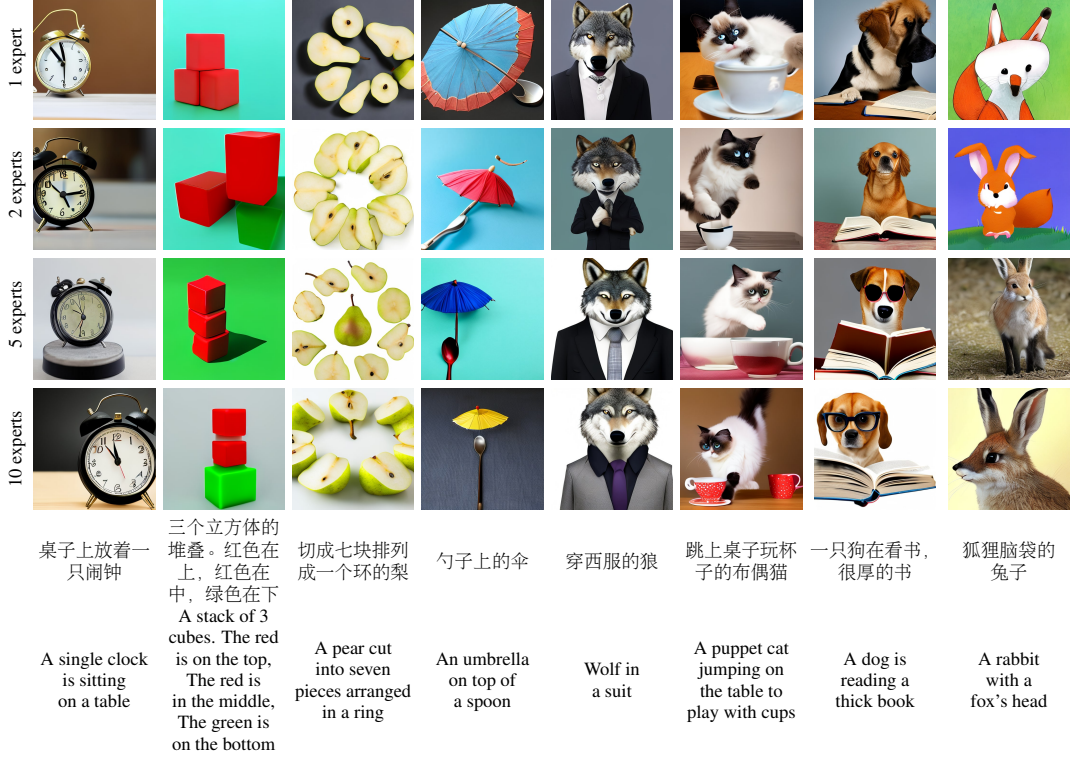 1 expert
2 experts
5 experts
10 experts
桌子上放着一
只闹钟
三个立方体的
堆叠。红色在
上，红色在
中，绿色在下
切成七块排列
成一个环的梨
勺子上的伞
穿西服的狼
跳上桌子玩杯
子的布偶猫
一只狗在看书，
很厚的书
狐狸脑袋的
兔子
A single clock
is sitting
on a table
A stack of 3
cubes. The red
is on the top,
The red is
in the middle,
The green is
on the bottom
A pear cut
into seven
pieces arranged
in a ring
An umbrella
on top of
a spoon
Wolf in
a suit
A puppet cat
jumping on
the table to
play with cups
A dog is
reading a
thick book
A rabbit
with a
fox's head